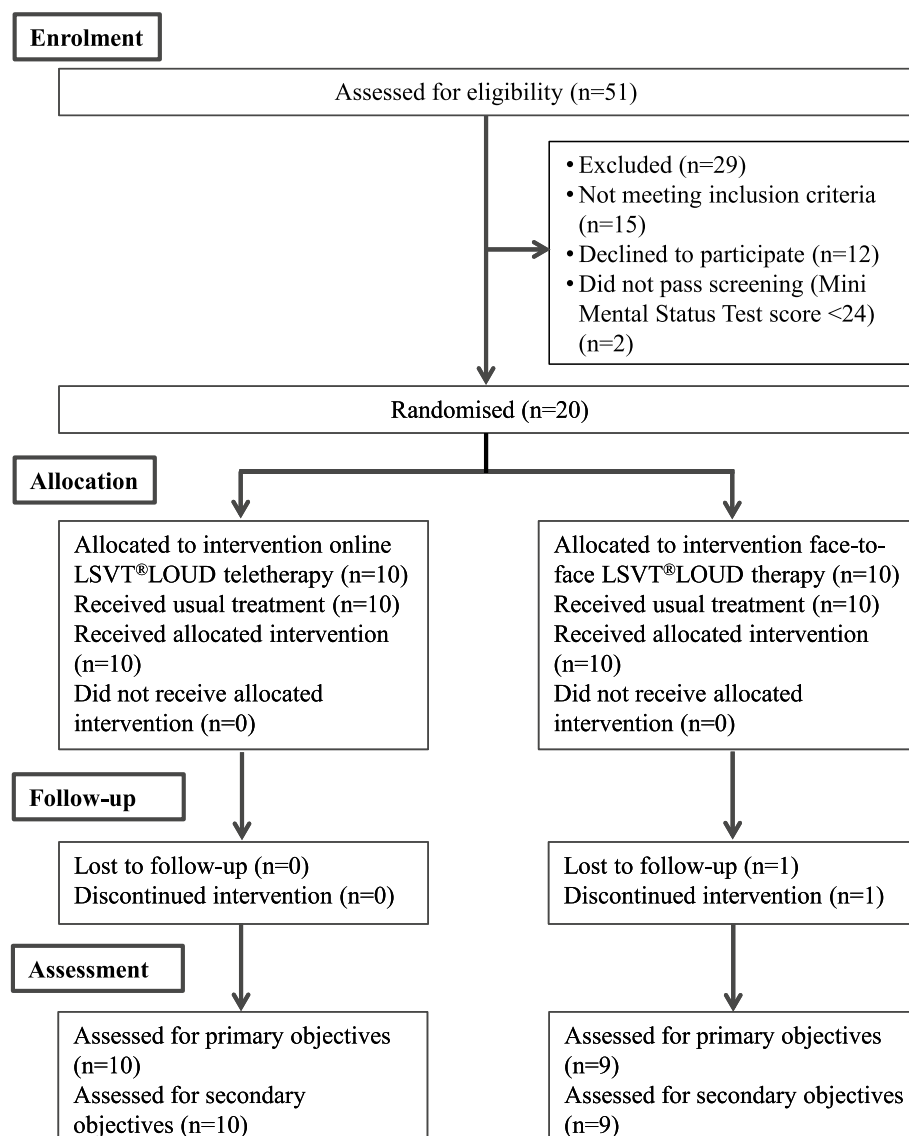 Enrolment
Assessed for eligibility (n=51)
• Excluded (n=29)
• Not meeting inclusion criteria
(n=15)
• Declined to participate (n=12)
• Did not pass screening (Mini
Mental Status Test score <24)
(n=2)
Randomised (n=20)
Allocation
Allocated to intervention online
LSVT®LOUD teletherapy (n=10)
Received usual treatment (n=10)
Received allocated intervention
(n=10)
Did not receive allocated
intervention (n=0)
Allocated to intervention face-to-
face LSVT®LOUD therapy (n=10)
Received usual treatment (n=10)
Received allocated intervention
(n=10)
Did not receive allocated
intervention (n=0)
Follow-up
Lost to follow-up (n=0)
Discontinued intervention (n=0)
Lost to follow-up (n=1)
Discontinued intervention (n=1)
Assessment
Assessed for primary objectives
(n=10)
Assessed for secondary
objectives (n=10)
Assessed for primary objectives
(n=9)
Assessed for secondary objectives
(n=9)